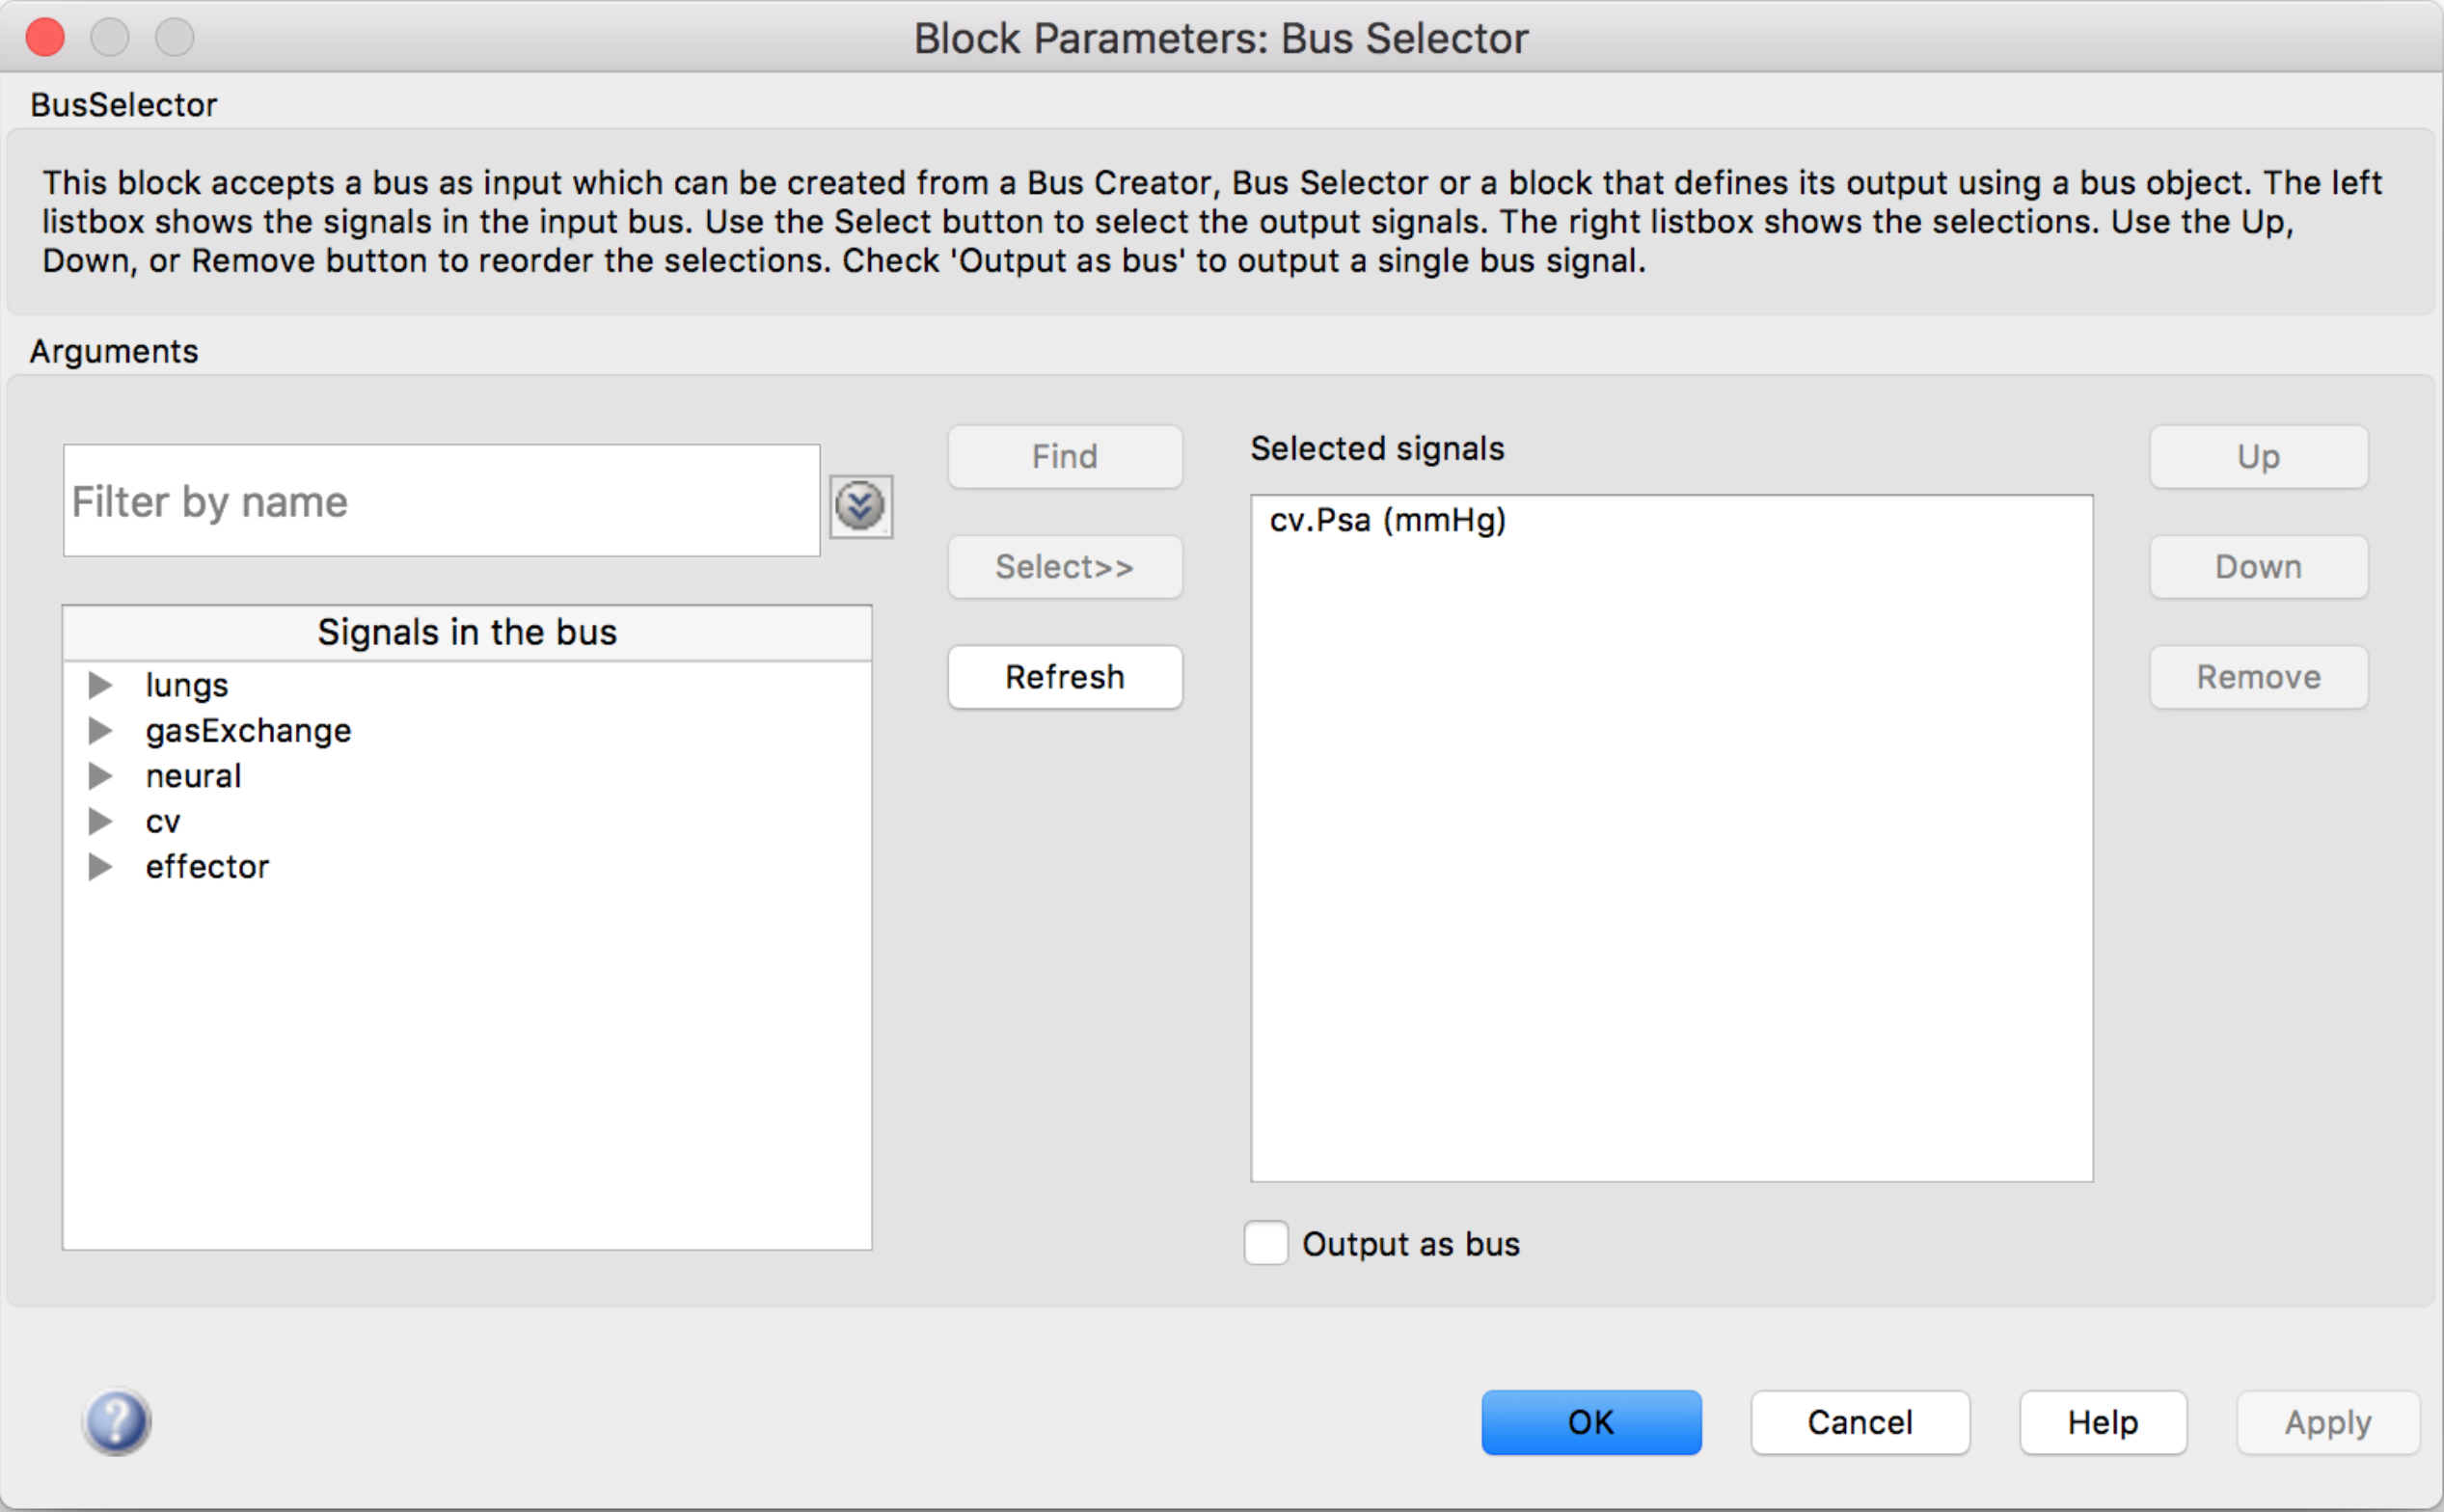 Block Parameters: Bus Selector
BusSelector
This block accepts a bus as input which can be created from a Bus Creator, Bus Selector or a block that defines its output using a bus object. The left
listbox shows the signals in the input bus. Use the Select button to select the output signals. The right listbox shows the selections. Use the Up,
Down, or Remove button to reorder the selections. Check 'Output as bus' to output a single bus signal.
Arguments
Filter by name
Signals in the bus
lungs
gasExchange
neural
cv
effector
Find
Select>>
Refresh
Selected signals
cv.Psa (mmHg)
Output as bus
Up
Down
Remove
?
OK
Cancel
Help
Apply